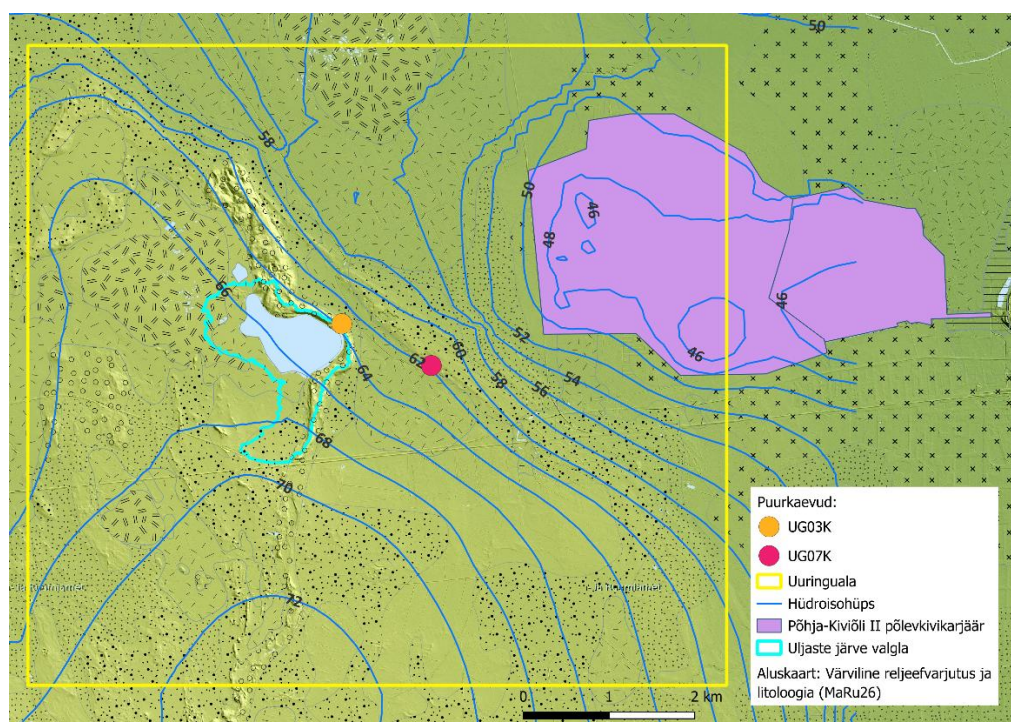 50
58
50
46
48
66
46
52
60
62
58
64
56
54
46
68
70
72
Puurkaevud:
UG03K
UG07K
Uuringuala
Hüdroisohüps
Põhja-Kiviõli II põlevkivikarjäär
Uljaste järve valgla
Aluskaart: Värviline reljeefvarjutus ja
litoloogia (MaRu26)
0 1 2 km